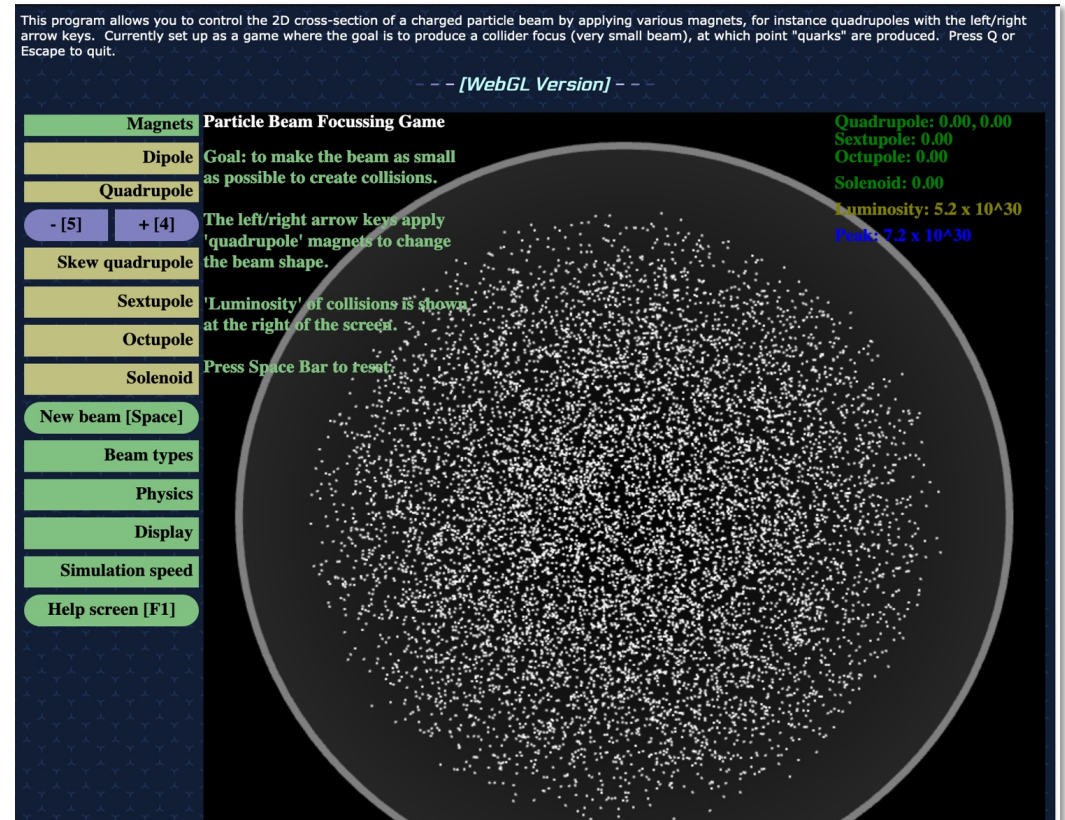 This program allows you to control the 2D cross-section of a charged particle beam by applying various magnets, for instance quadrupoles with the left/right
arrow keys.  Currently set up as a game where the goal is to produce a collider focus (very small beam), at which point "quarks" are produced.  Press Q or
Escape to quit.
- - - [WebGL Version] - - -
Magnets
Dipole
Quadrupole
- [5]
+ [4]
Skew quadrupole
Sextupole
Octupole
Solenoid
New beam [Space]
Beam types
Physics
Display
Simulation speed
Help screen [F1]
Particle Beam Focussing Game
Goal: to make the beam as small
as possible to create collisions.
The left/right arrow keys apply
'quadrupole' magnets to change
the beam shape.
'Luminosity' of collisions is shown
at the right of the screen.
Press Space Bar to reset.
Quadrupole: 0.00, 0.00
Sextupole: 0.00
Octupole: 0.00
Solenoid: 0.00
Luminosity: 5.2 x 10^30
Peak: 7.2 x 10^30